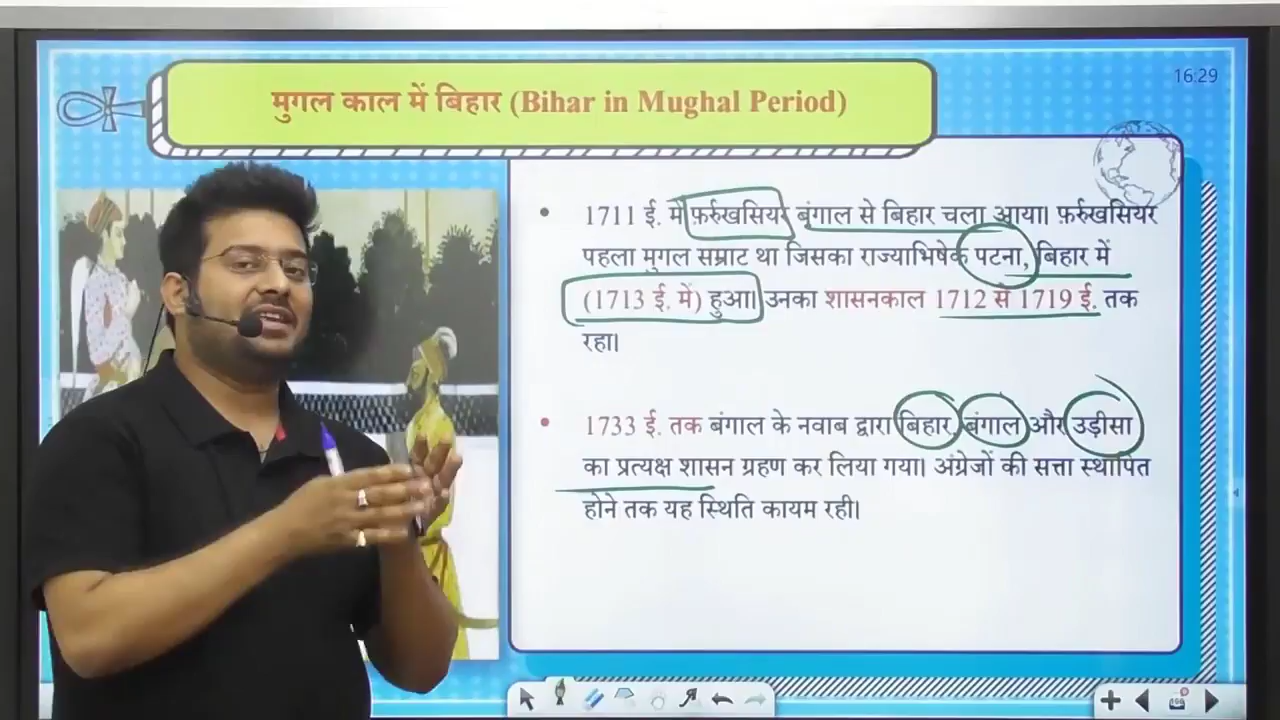 16:29
मुगल काल में बिहार (Bihar in Mughal Period)
• 1711 ई. में फ़र्रुखसियर बंगाल से बिहार चला आया। फ़र्रुखसियर
पहला मुगल सम्राट था जिसका राज्याभिषेक पटना, बिहार में
(1713 ई. में) हुआ। उनका शासनकाल 1712 से 1719 ई. तक
रहा।
• 1733 ई. तक बंगाल के नवाब द्वारा बिहार, बंगाल और उड़ीसा
का प्रत्यक्ष शासन ग्रहण कर लिया गया। अंग्रेजों की सत्ता स्थापित
होने तक यह स्थिति कायम रही।